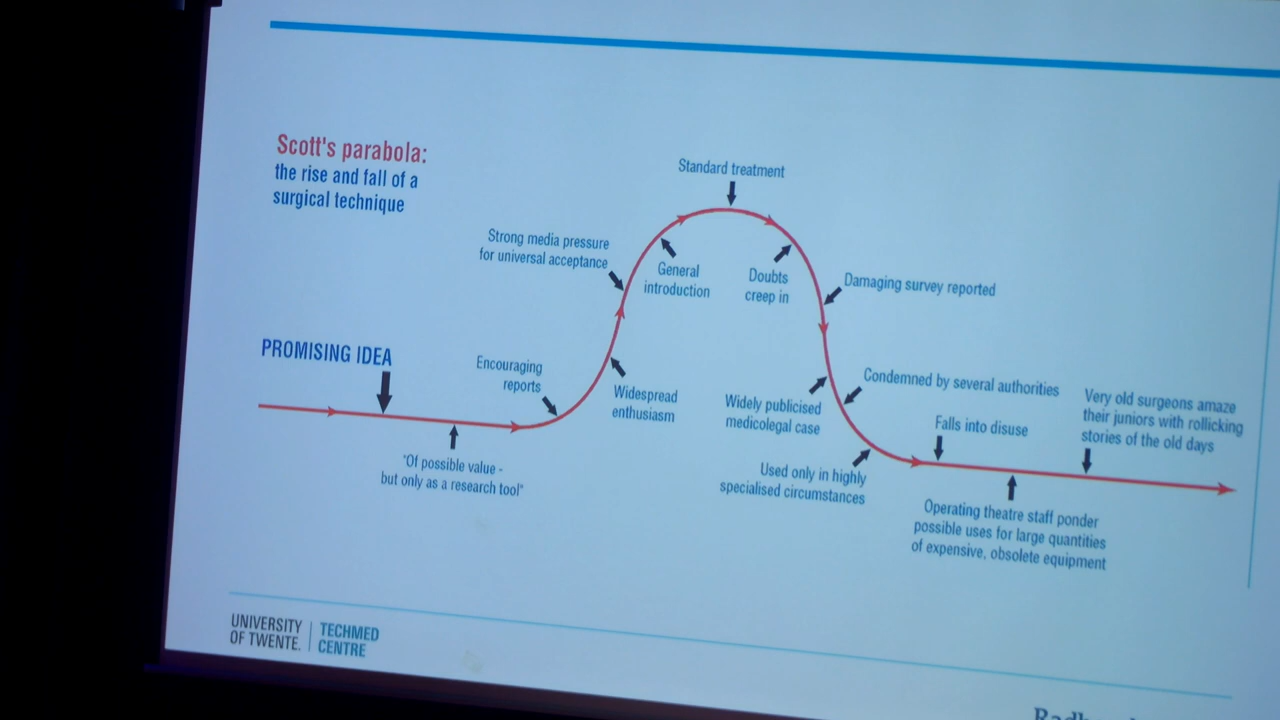 Scott's parabola:
the rise and fall of a
surgical technique
PROMISING IDEA
"Of possible value -
but only as a research tool"
Encouraging
reports
Widespread
enthusiasm
Strong media pressure
for universal acceptance
General
introduction
Standard treatment
Doubts
creep in
Damaging survey reported
Widely publicised
medicolegal case
Condemned by several authorities
Used only in highly
specialised circumstances
Falls into disuse
Operating theatre staff ponder
possible uses for large quantities
of expensive, obsolete equipment
Very old surgeons amaze
their juniors with rollicking
stories of the old days
UNIVERSITY
OF TWENTE.
TECHMED
CENTRE